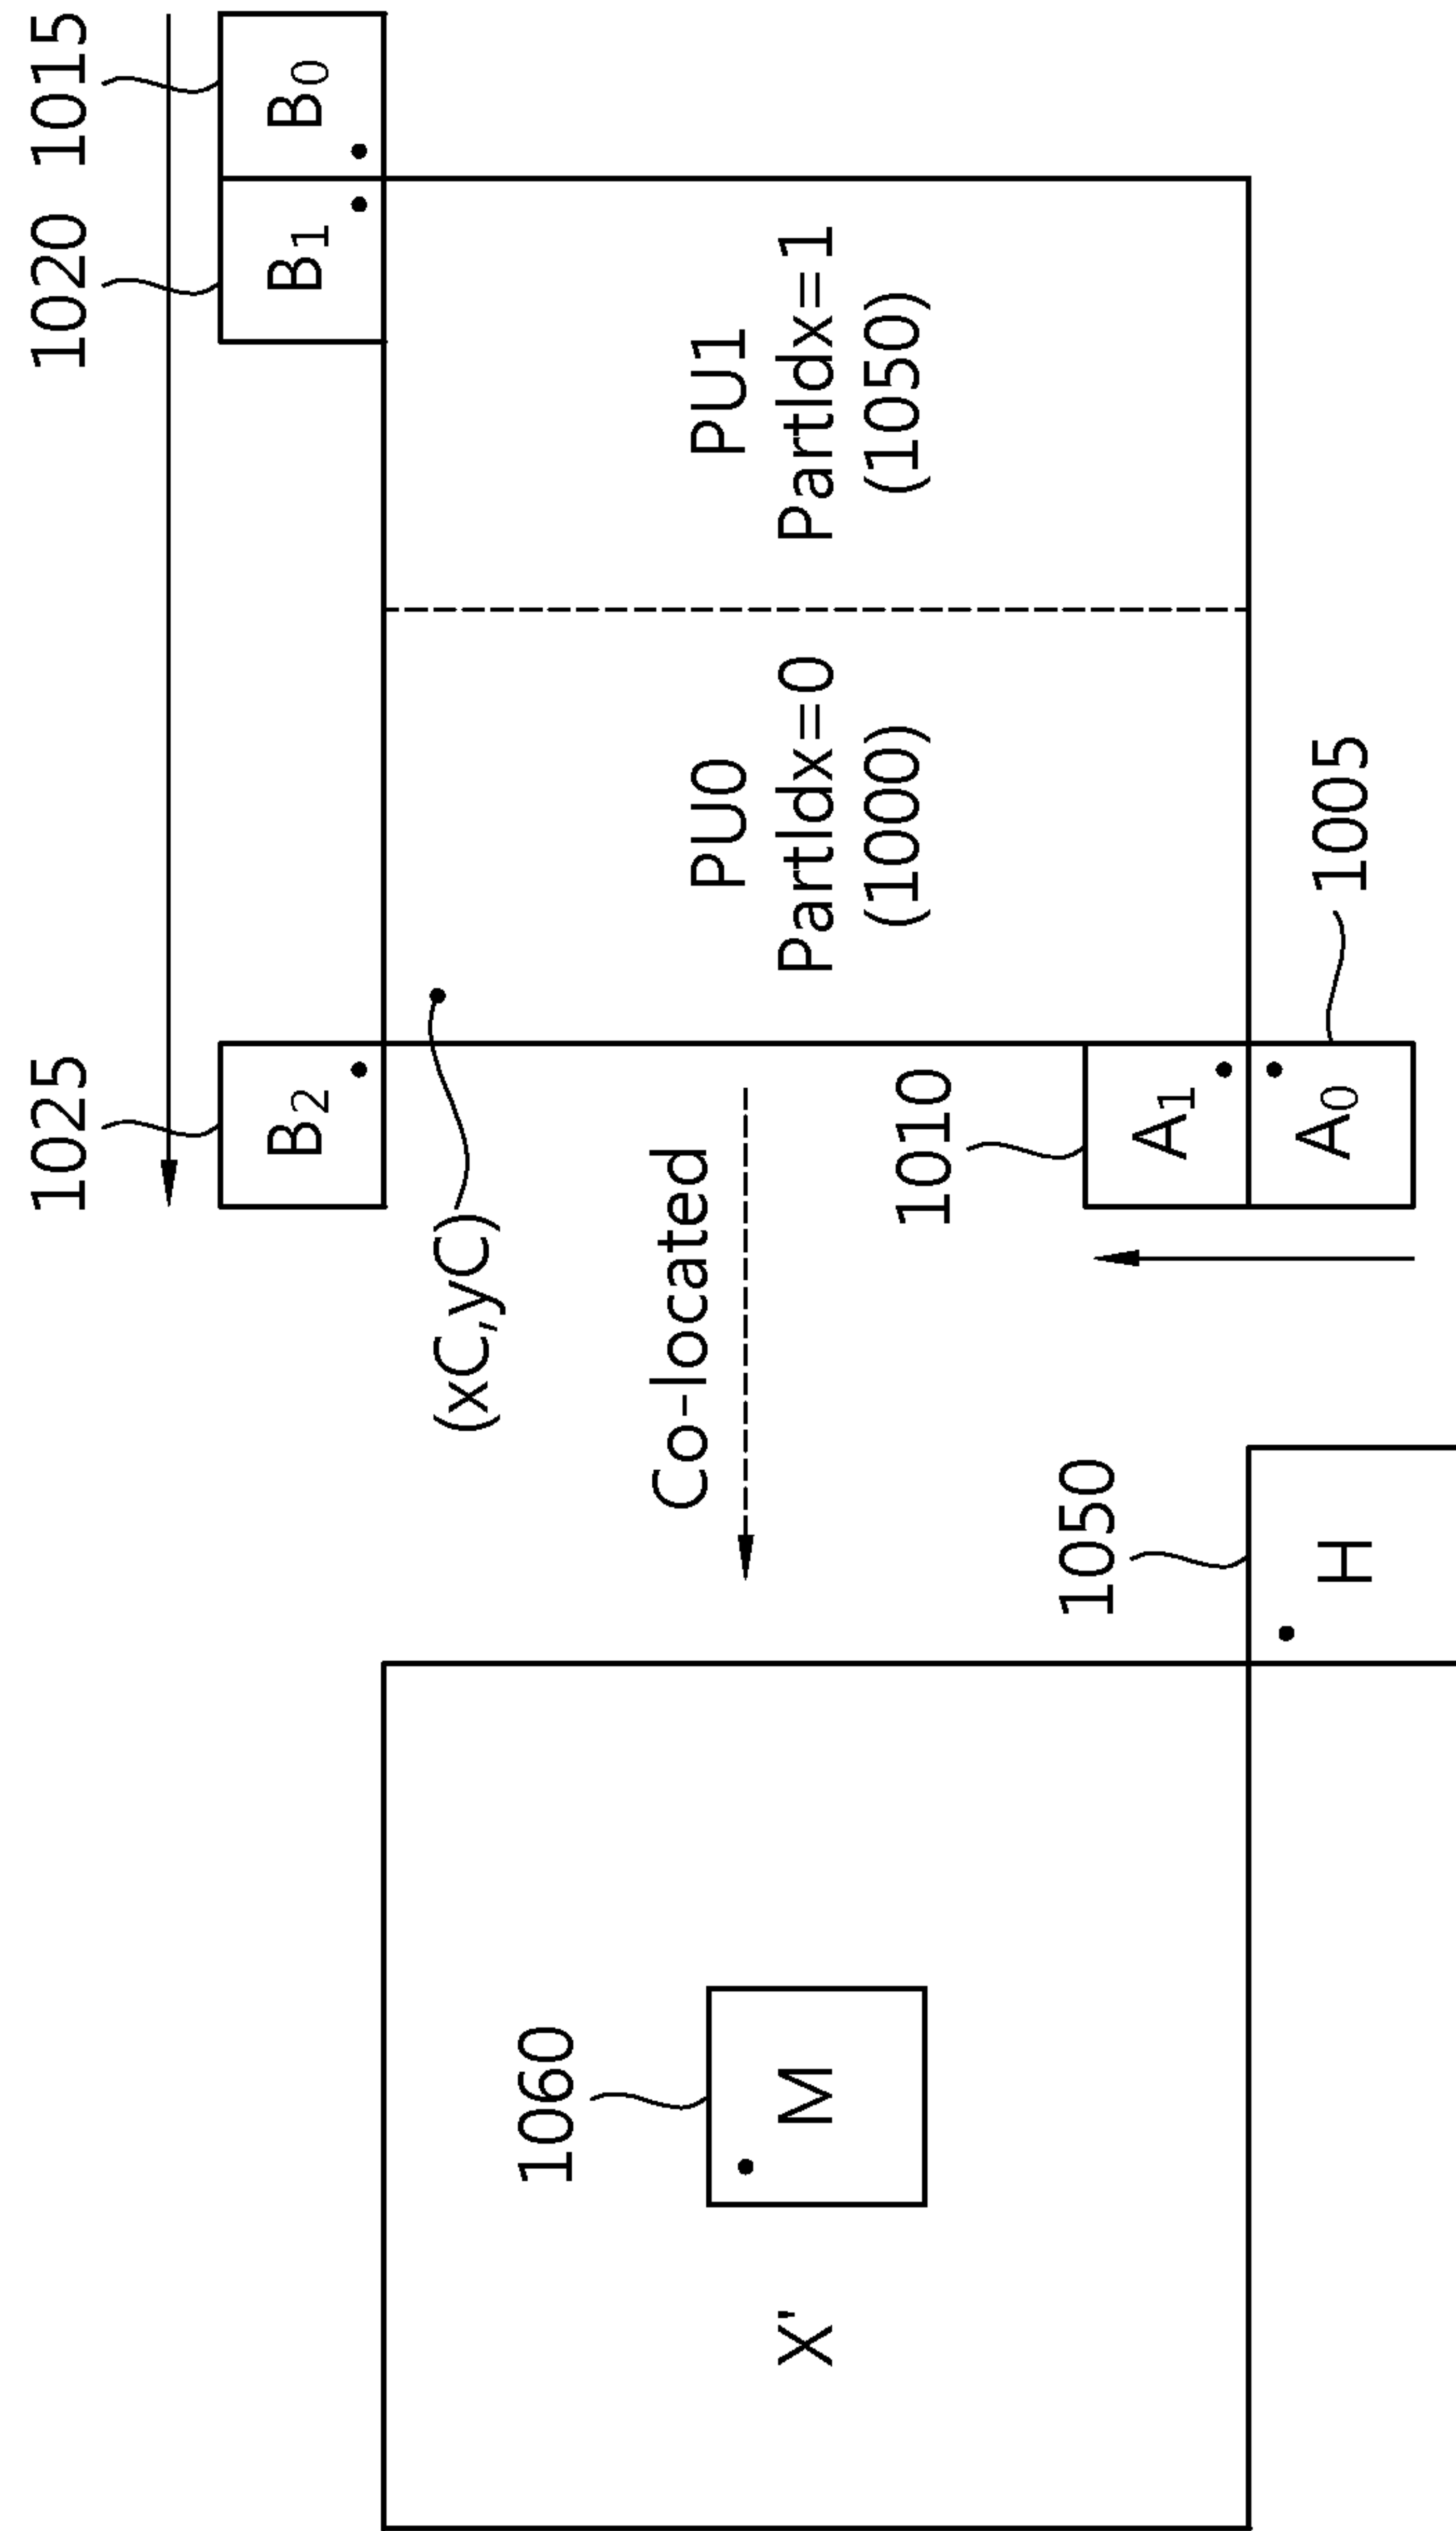 1025 1020 1015
B2 B1 B0
(xC,yC)
1060
Co-located
PU0 PU1
X' M PartIdx=0 PartIdx=1
(1000) (1050)
1010
1050
A1
H A0 1005